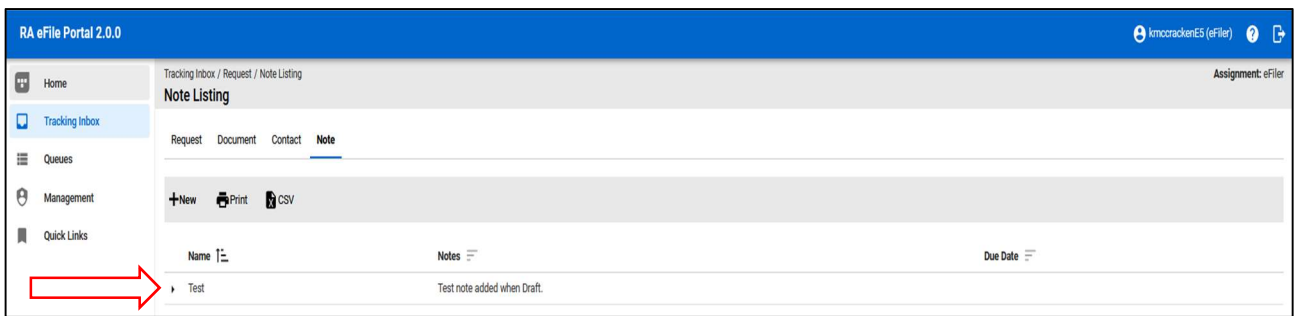 RA eFile Portal 2.0.0
kmccrackenE5 (eFiler)
Home
Tracking Inbox
Queues
Management
Quick Links
Tracking Inbox / Request / Note Listing
Assignment: eFiler
Note Listing
Request Document Contact Note
New Print CSV
Name Notes Due Date
Test Test note added when Draft.